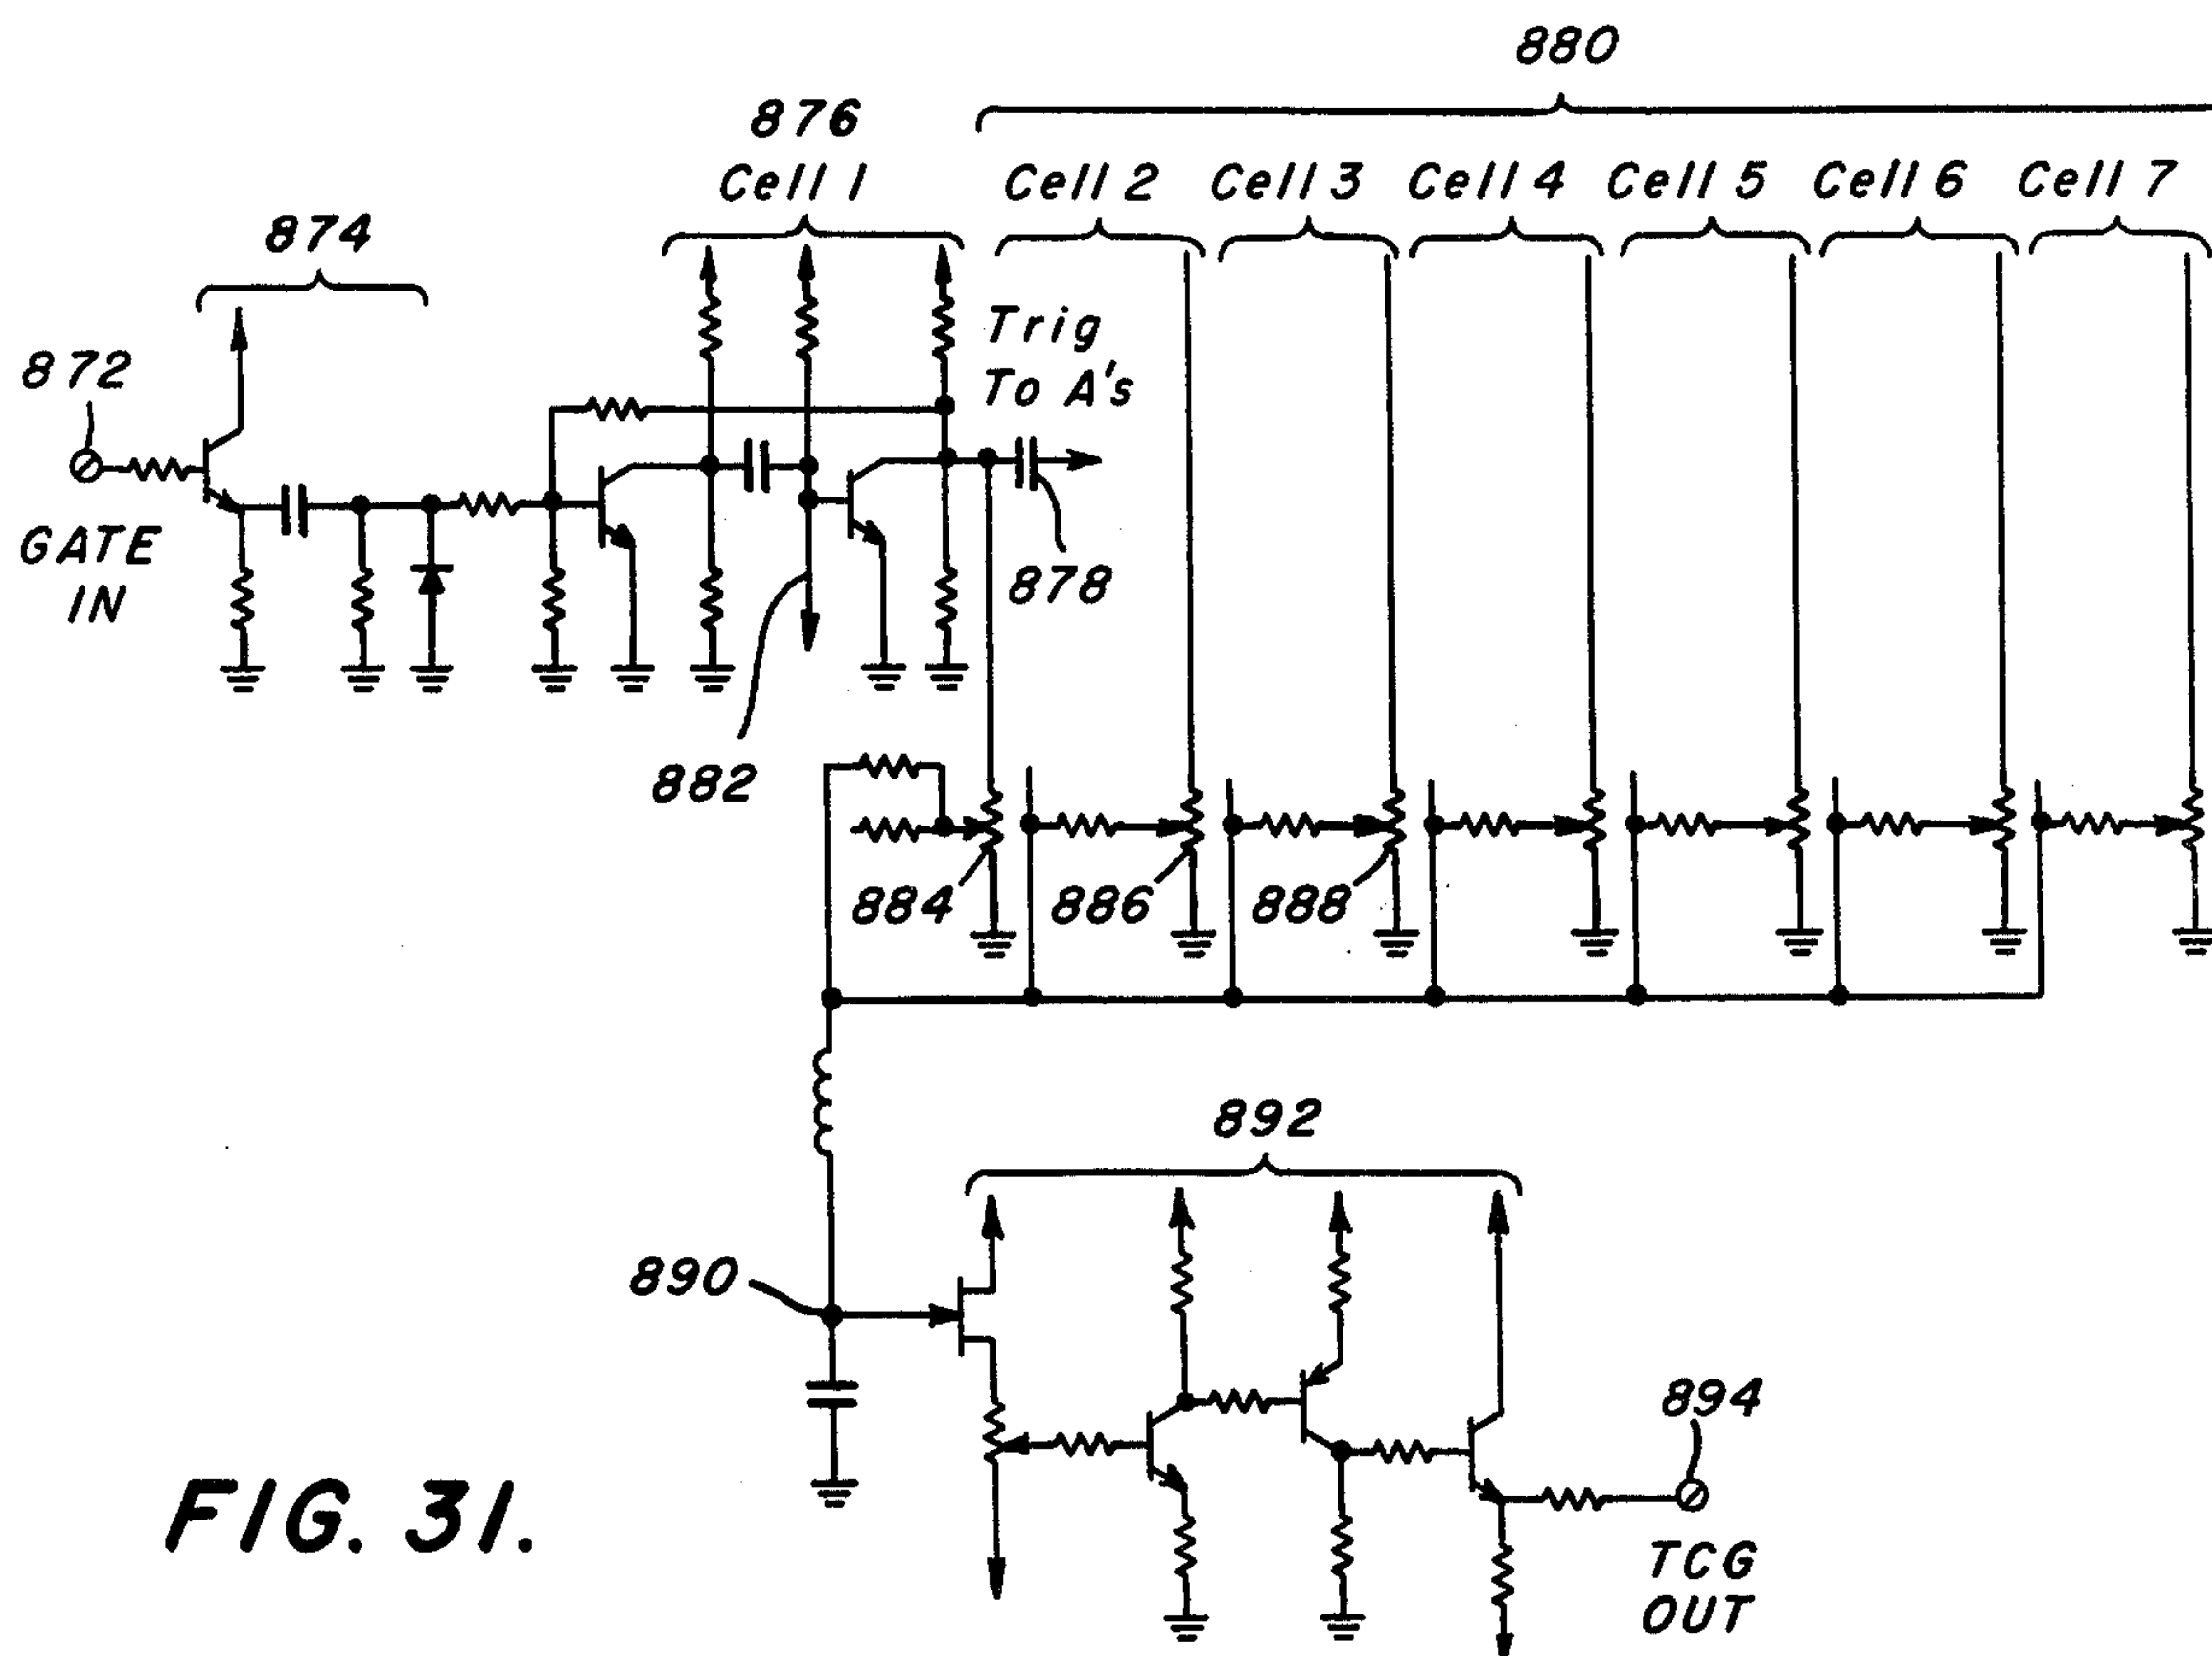 880
876
Cell 1
Cell 2
Cell 3
Cell 4
Cell 5
Cell 6
Cell 7
874
Trig
To A's
872
GATE
IN
878
882
884
886
888
892
890
894
TCG
OUT
FIG. 31.